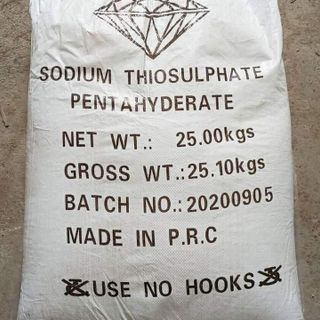 SODIUM THIOSULPHATE
PENTAHYDERATE
NET WT.: 25.00kgs
GROSS WT.:25.10kgs
BATCH NO.:20200905
MADE IN P.R.C
USE NO HOOKS